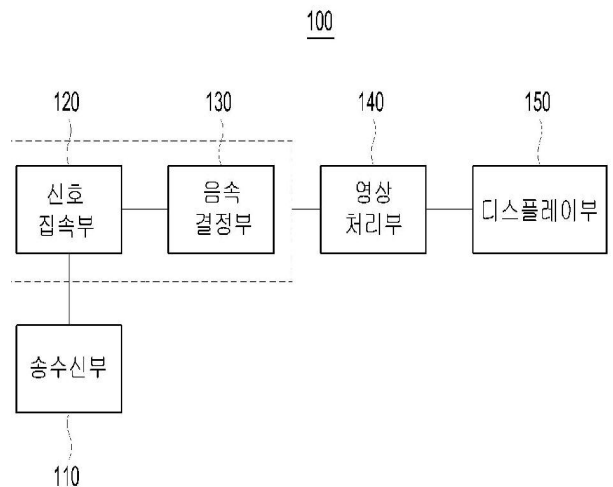 100
120
130
140
150
신호
집속부
음속
결정부
영상
처리부
디스플레이부
송수신부
110